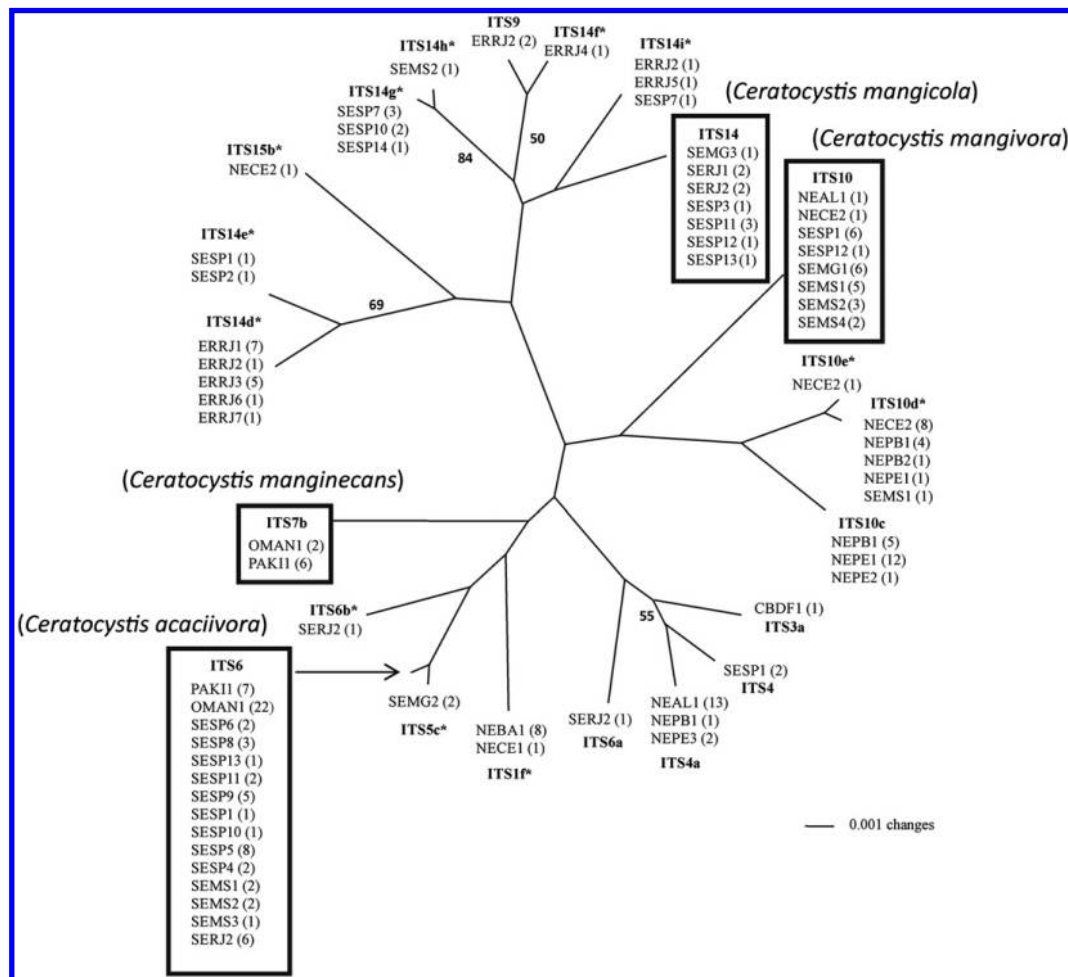 ITS9
ERRJ2 (2)
ITS14f*
ERRJ4 (1)
ITS14h*
SEMS2 (1)
ITS14i*
ERRJ2 (1)
ERRJ5 (1)
SESP7 (1)
ITS14g*
SESP7 (3)
SESP10 (2)
SESP14 (1)
84
50
(Ceratocystis mangicola)
ITS14
SEMG3 (1)
SERJ1 (2)
SERJ2 (2)
SESP3 (1)
SESP11 (3)
SESP12 (1)
SESP13 (1)
(Ceratocystis mangivora)
ITS10
NEAL1 (1)
NECE2 (1)
SESP1 (6)
SESP12 (1)
SEMG1 (6)
SEMS1 (5)
SEMS2 (3)
SEMS4 (2)
ITS15b*
NECE2 (1)
ITS14e*
SESP1 (1)
SESP2 (1)
69
ITS14d*
ERRJ1 (7)
ERRJ2 (1)
ERRJ3 (5)
ERRJ6 (1)
ERRJ7 (1)
ITS10e*
NECE2 (1)
ITS10d*
NECE2 (8)
NEPB1 (4)
NEPB2 (1)
NEPE1 (1)
SEMS1 (1)
ITS10c
NEPB1 (5)
NEPE1 (12)
NEPE2 (1)
(Ceratocystis manginecans)
ITS7b
OMAN1 (2)
PAKI1 (6)
ITS6b*
SERJ2 (1)
(Ceratocystis acaciivora)
ITS6
PAKI1 (7)
OMAN1 (22)
SESP6 (2)
SESP8 (3)
SESP13 (1)
SESP11 (2)
SESP9 (5)
SESP1 (1)
SESP10 (1)
SESP5 (8)
SESP4 (2)
SEMS1 (2)
SEMS2 (2)
SEMS3 (1)
SERJ2 (6)
SEMG2 (2)
ITS5c*
NEBA1 (8)
NECE1 (1)
ITS1f*
SERJ2 (1)
ITS6a
55
CBDF1 (1)
ITS3a
SESP1 (2)
ITS4
NEAL1 (13)
NEPB1 (1)
NEPE3 (2)
ITS4a
0.001 changes